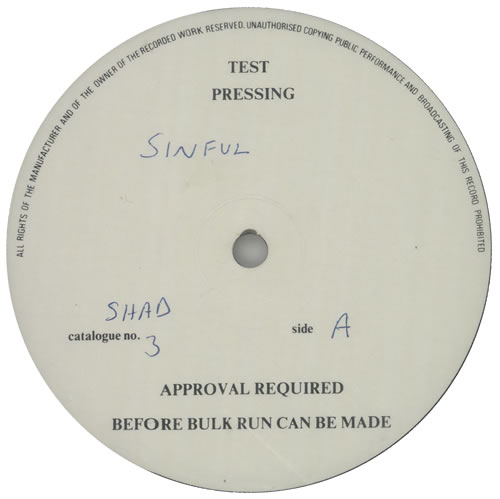 ALL RIGHTS OF THE MANUFACTURER AND OF THE OWNER OF THE RECORDED WORK RESERVED. UNAUTHORISED COPYING PUBLIC PERFORMANCE AND BROADCASTING OF THIS RECORD PROHIBITED
TEST
PRESSING
SINFUL
SHAD
catalogue no. 3
side A
APPROVAL REQUIRED
BEFORE BULK RUN CAN BE MADE